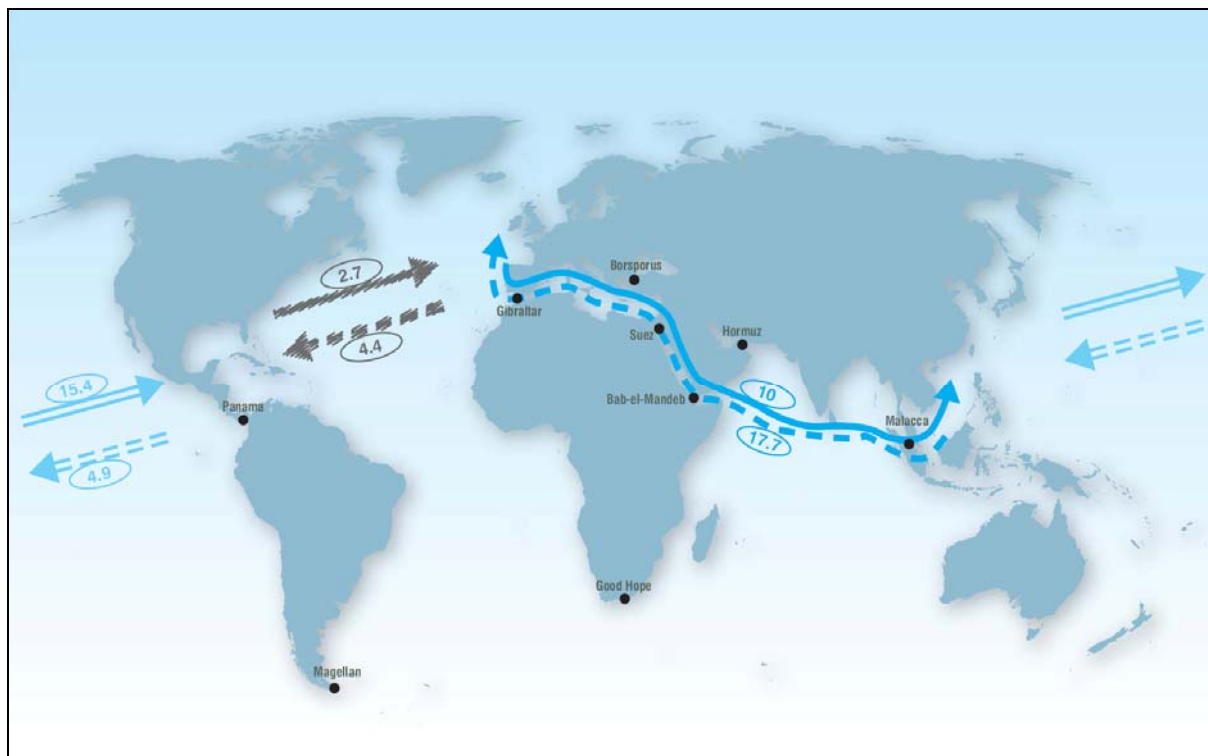 2.7
Borsporus
Gibraltar
4.4
Suez
Hormuz
15.4
Panama
Bab-el-Mandeb
10
Malacca
17.7
4.9
Good Hope
Magellan